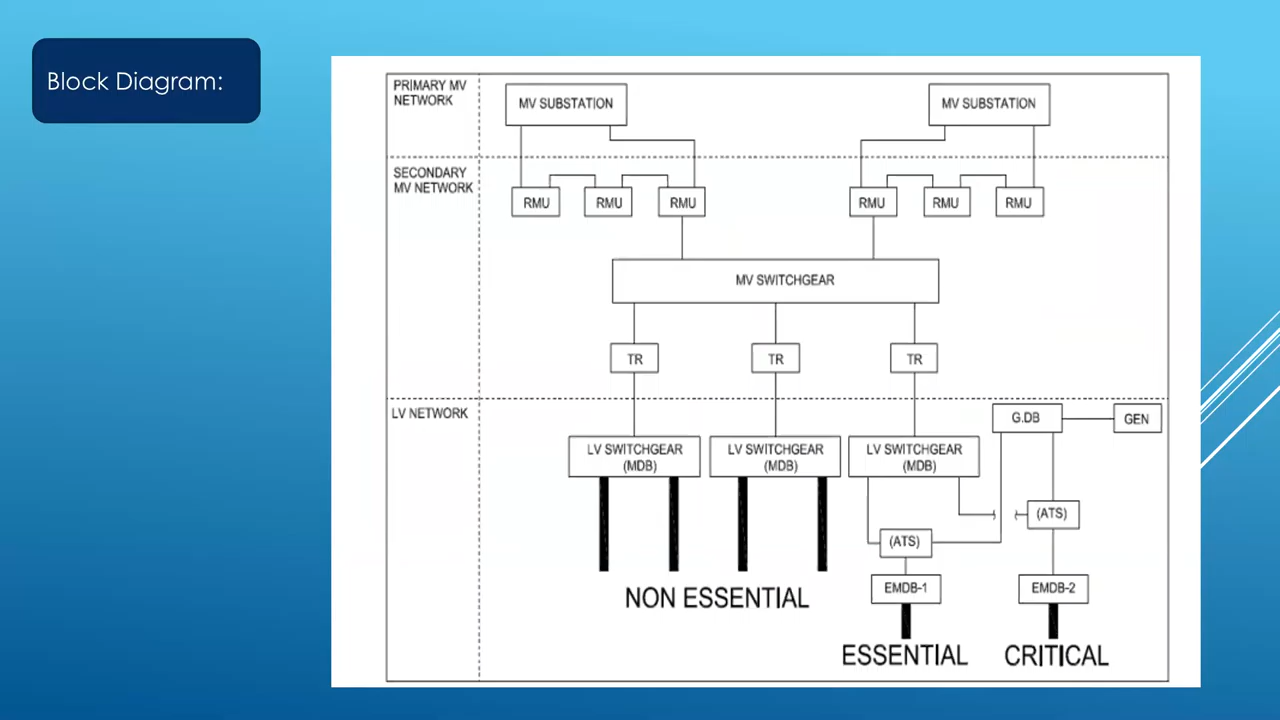 Block Diagram:
PRIMARY MV
NETWORK
MV SUBSTATION
MV SUBSTATION
SECONDARY
MV NETWORK
RMU
RMU
RMU
RMU
RMU
RMU
MV SWITCHGEAR
TR
TR
TR
LV NETWORK
G.DB
GEN
LV SWITCHGEAR
(MDB)
LV SWITCHGEAR
(MDB)
LV SWITCHGEAR
(MDB)
(ATS)
(ATS)
EMDB-1
EMDB-2
NON ESSENTIAL
ESSENTIAL
CRITICAL